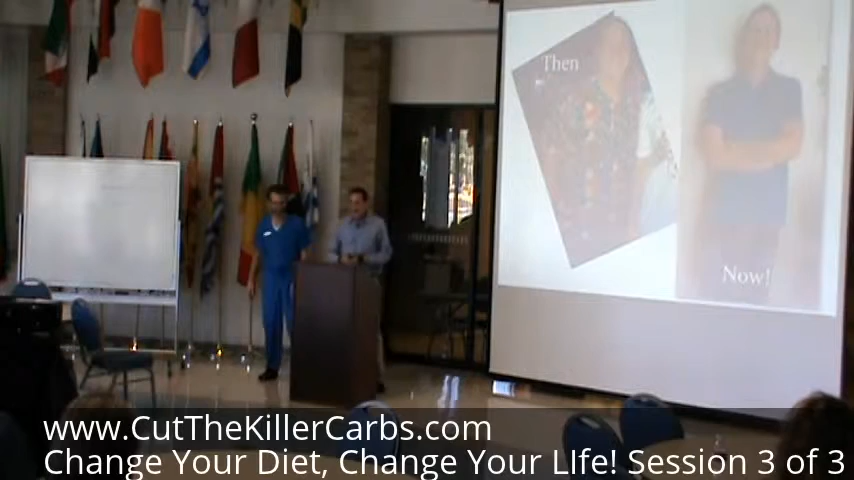 Then
Now!
www.CutTheKillerCarbs.com
Change Your Diet, Change Your LIfe! Session 3 of 3